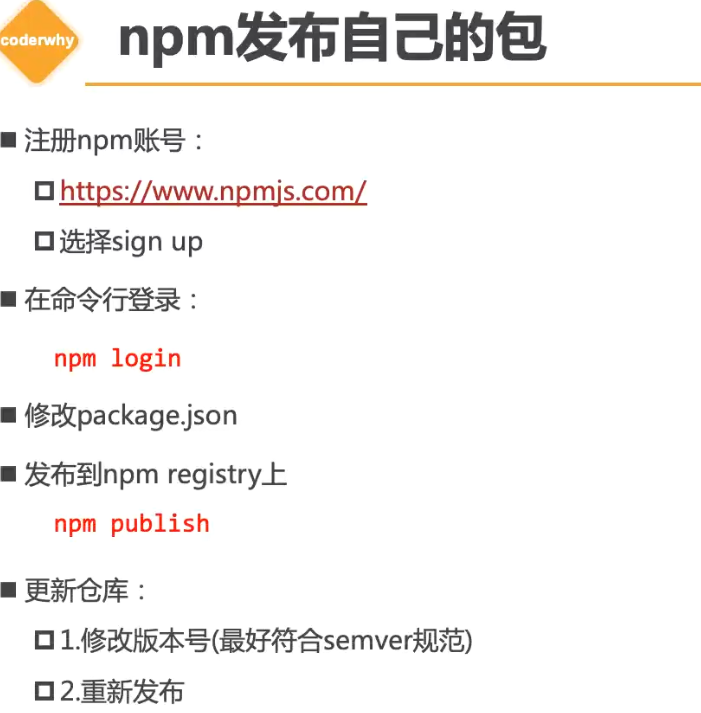 coderwhy
npm发布自己的包
注册npm账号：
https://www.npmjs.com/
选择sign up
在命令行登录：
npm login
修改package.json
发布到npm registry上
npm publish
更新仓库：
1.修改版本号(最好符合semver规范)
2.重新发布